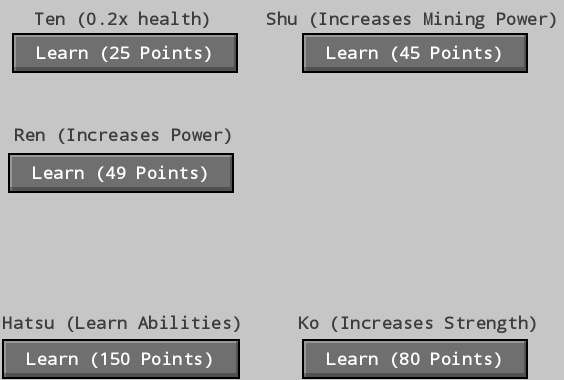 Ten (0.2x health)
Learn (25 Points)
Shu (Increases Mining Power)
Learn (45 Points)
Ren (Increases Power)
Learn (49 Points)
Hatsu (Learn Abilities)
Learn (150 Points)
Ko (Increases Strength)
Learn (80 Points)